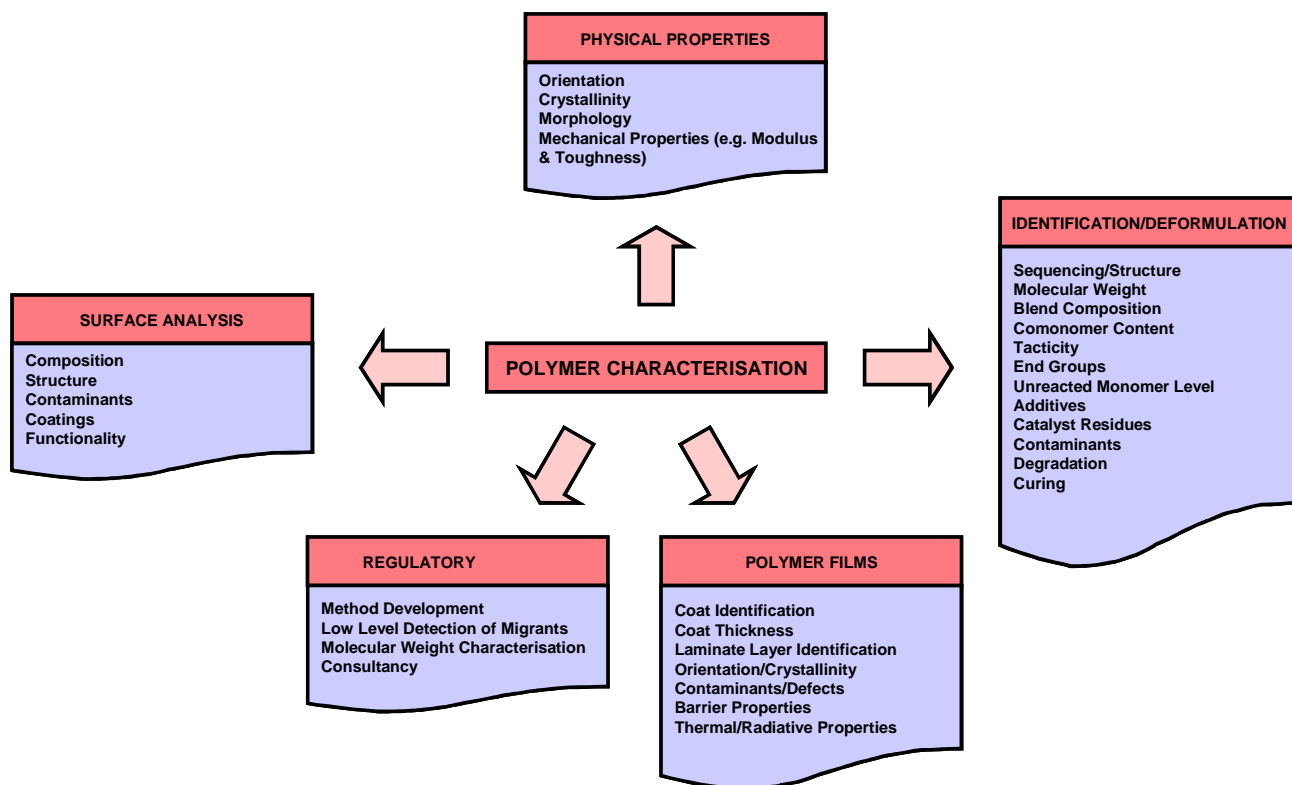 PHYSICAL PROPERTIES
Orientation
Crystallinity
Morphology
Mechanical Properties (e.g. Modulus
& Toughness)
IDENTIFICATION/DEFORMULATION
Sequencing/Structure
Molecular Weight
Blend Composition
Comonomer Content
Tacticity
End Groups
Unreacted Monomer Level
Additives
Catalyst Residues
Contaminants
Degradation
Curing
SURFACE ANALYSIS
Composition
Structure
Contaminants
Coatings
Functionality
POLYMER CHARACTERISATION
REGULATORY
Method Development
Low Level Detection of Migrants
Molecular Weight Characterisation
Consultancy
POLYMER FILMS
Coat Identification
Coat Thickness
Laminate Layer Identification
Orientation/Crystallinity
Contaminants/Defects
Barrier Properties
Thermal/Radiative Properties